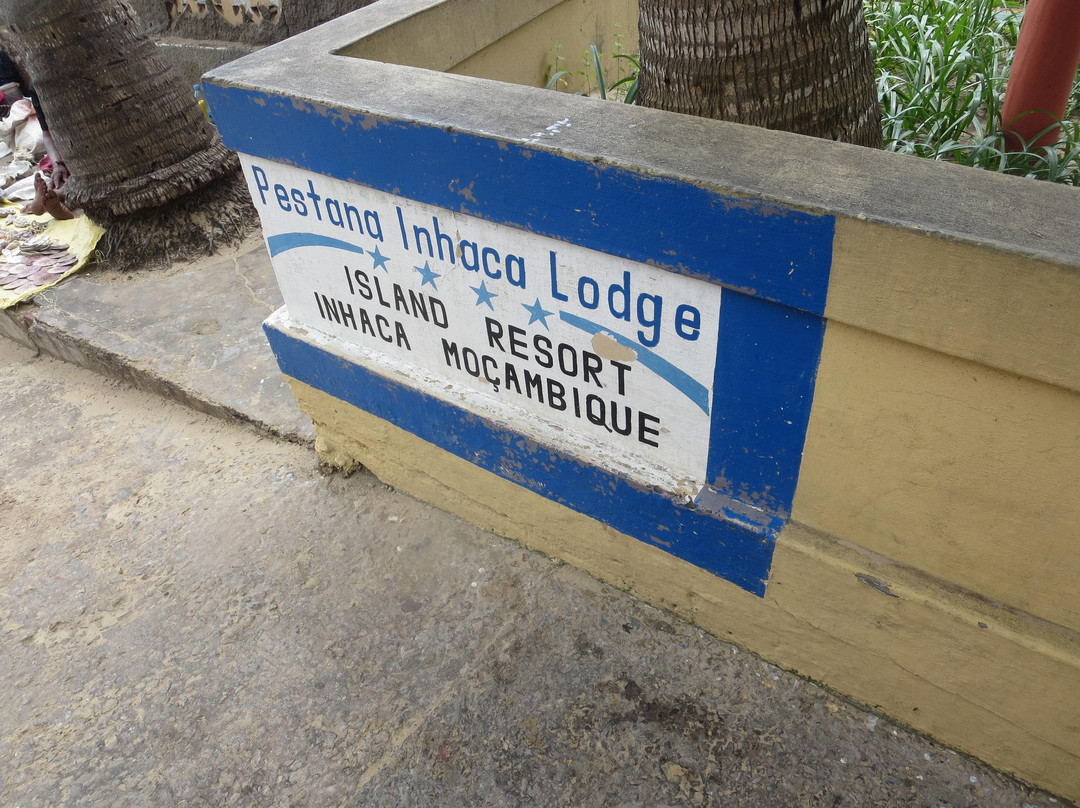 Pestana Inhaca Lodge
ISLAND RESORT
INHACA MOÇAMBIQUE